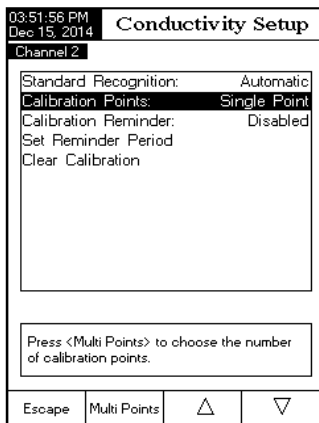 03:51:56 PM
Dec 15, 2014
Conductivity Setup
Channel 2
Standard Recognition: Automatic
Calibration Points: Single Point
Calibration Reminder: Disabled
Set Reminder Period
Clear Calibration
Press <Multi Points> to choose the number
of calibration points.
Escape Multi Points △ ▽